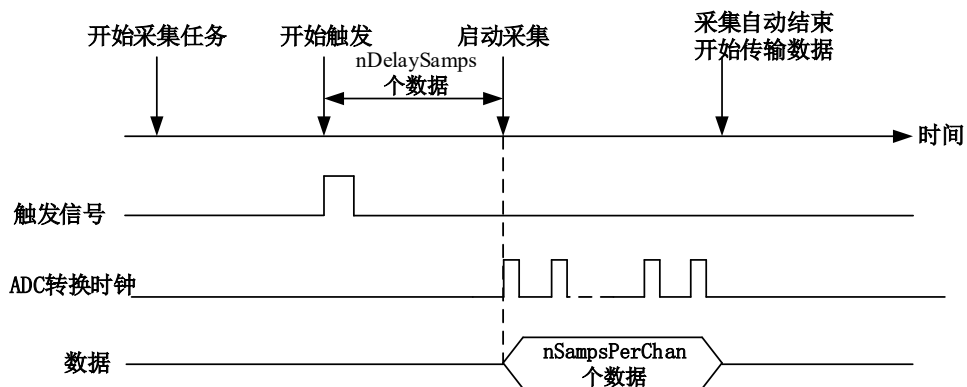 开始采集任务
开始触发
启动采集
采集自动结束
开始传输数据
nDelaySamps
个数据
时间
触发信号
ADC转换时钟
数据
nSampsPerChan
个数据